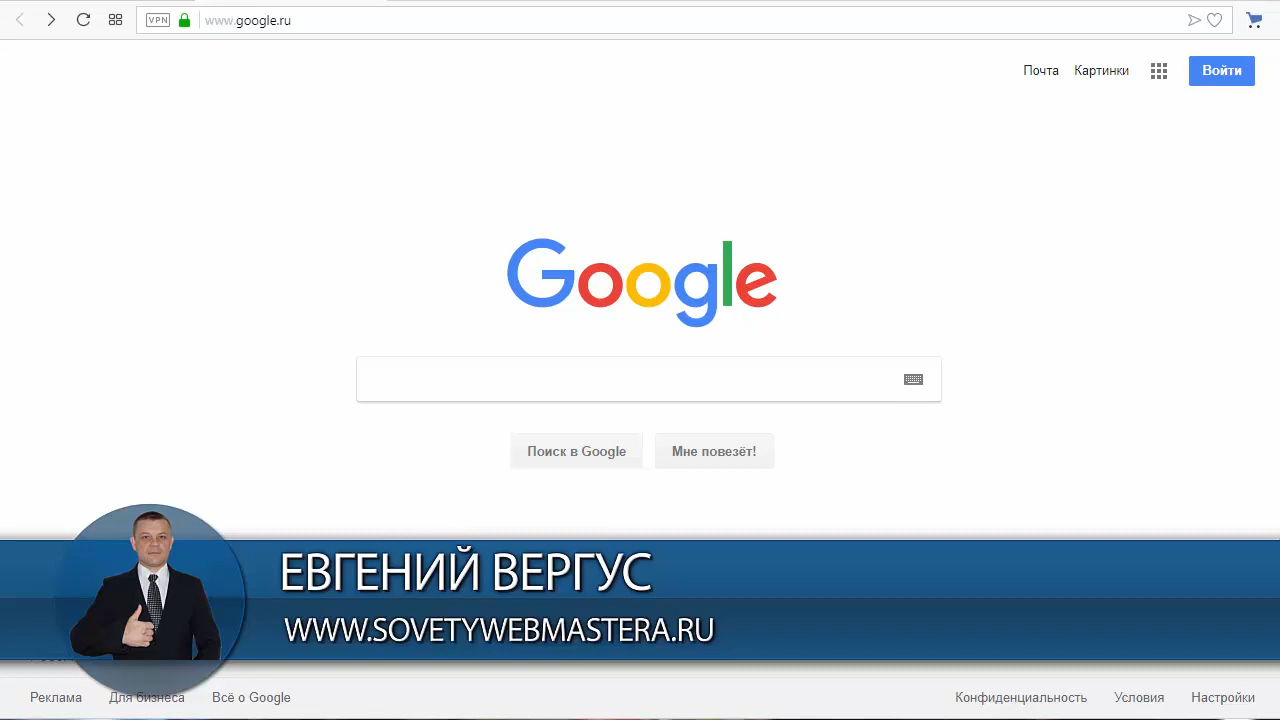 VPN
www.google.ru
Почта
Картинки
Войти
Google
Поиск в Google
Мне повезёт!
ЕВГЕНИЙ ВЕРГУС
WWW.SOVETYWEBMASTERA.RU
Реклама
Для бизнеса
Всё о Google
Конфиденциальность
Условия
Настройки